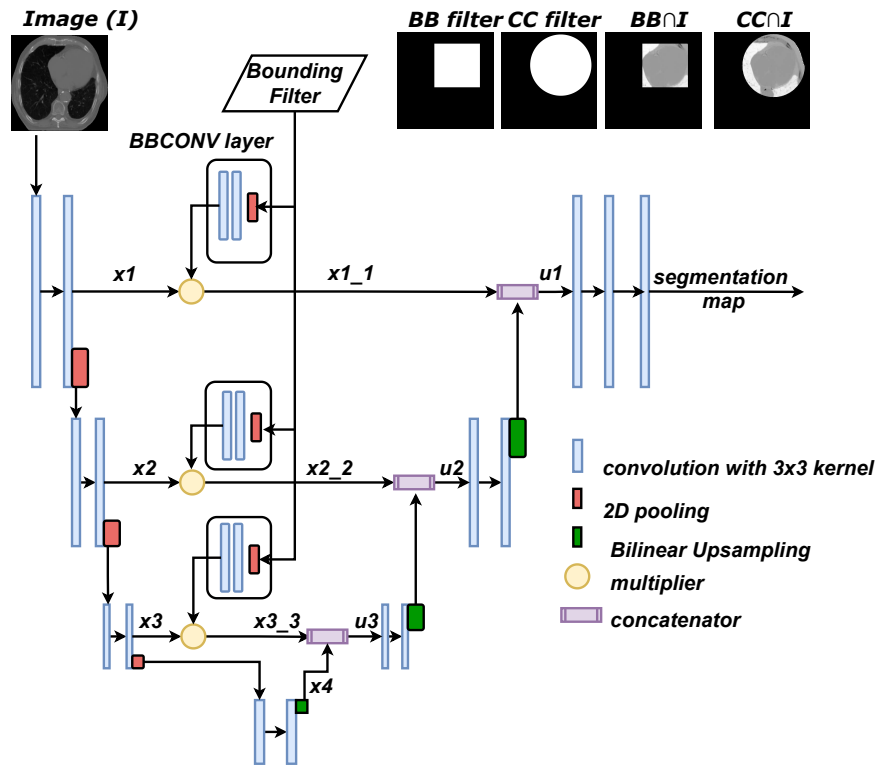 Image (I)
BB filter
CC filter
BB∩I
CC∩I
Bounding
Filter
BBCONV layer
x1
x1_1
u1
segmentation
map
x2
x2_2
u2
convolution with 3x3 kernel
2D pooling
Bilinear Upsampling
multiplier
concatenator
x3
x3_3
u3
x4